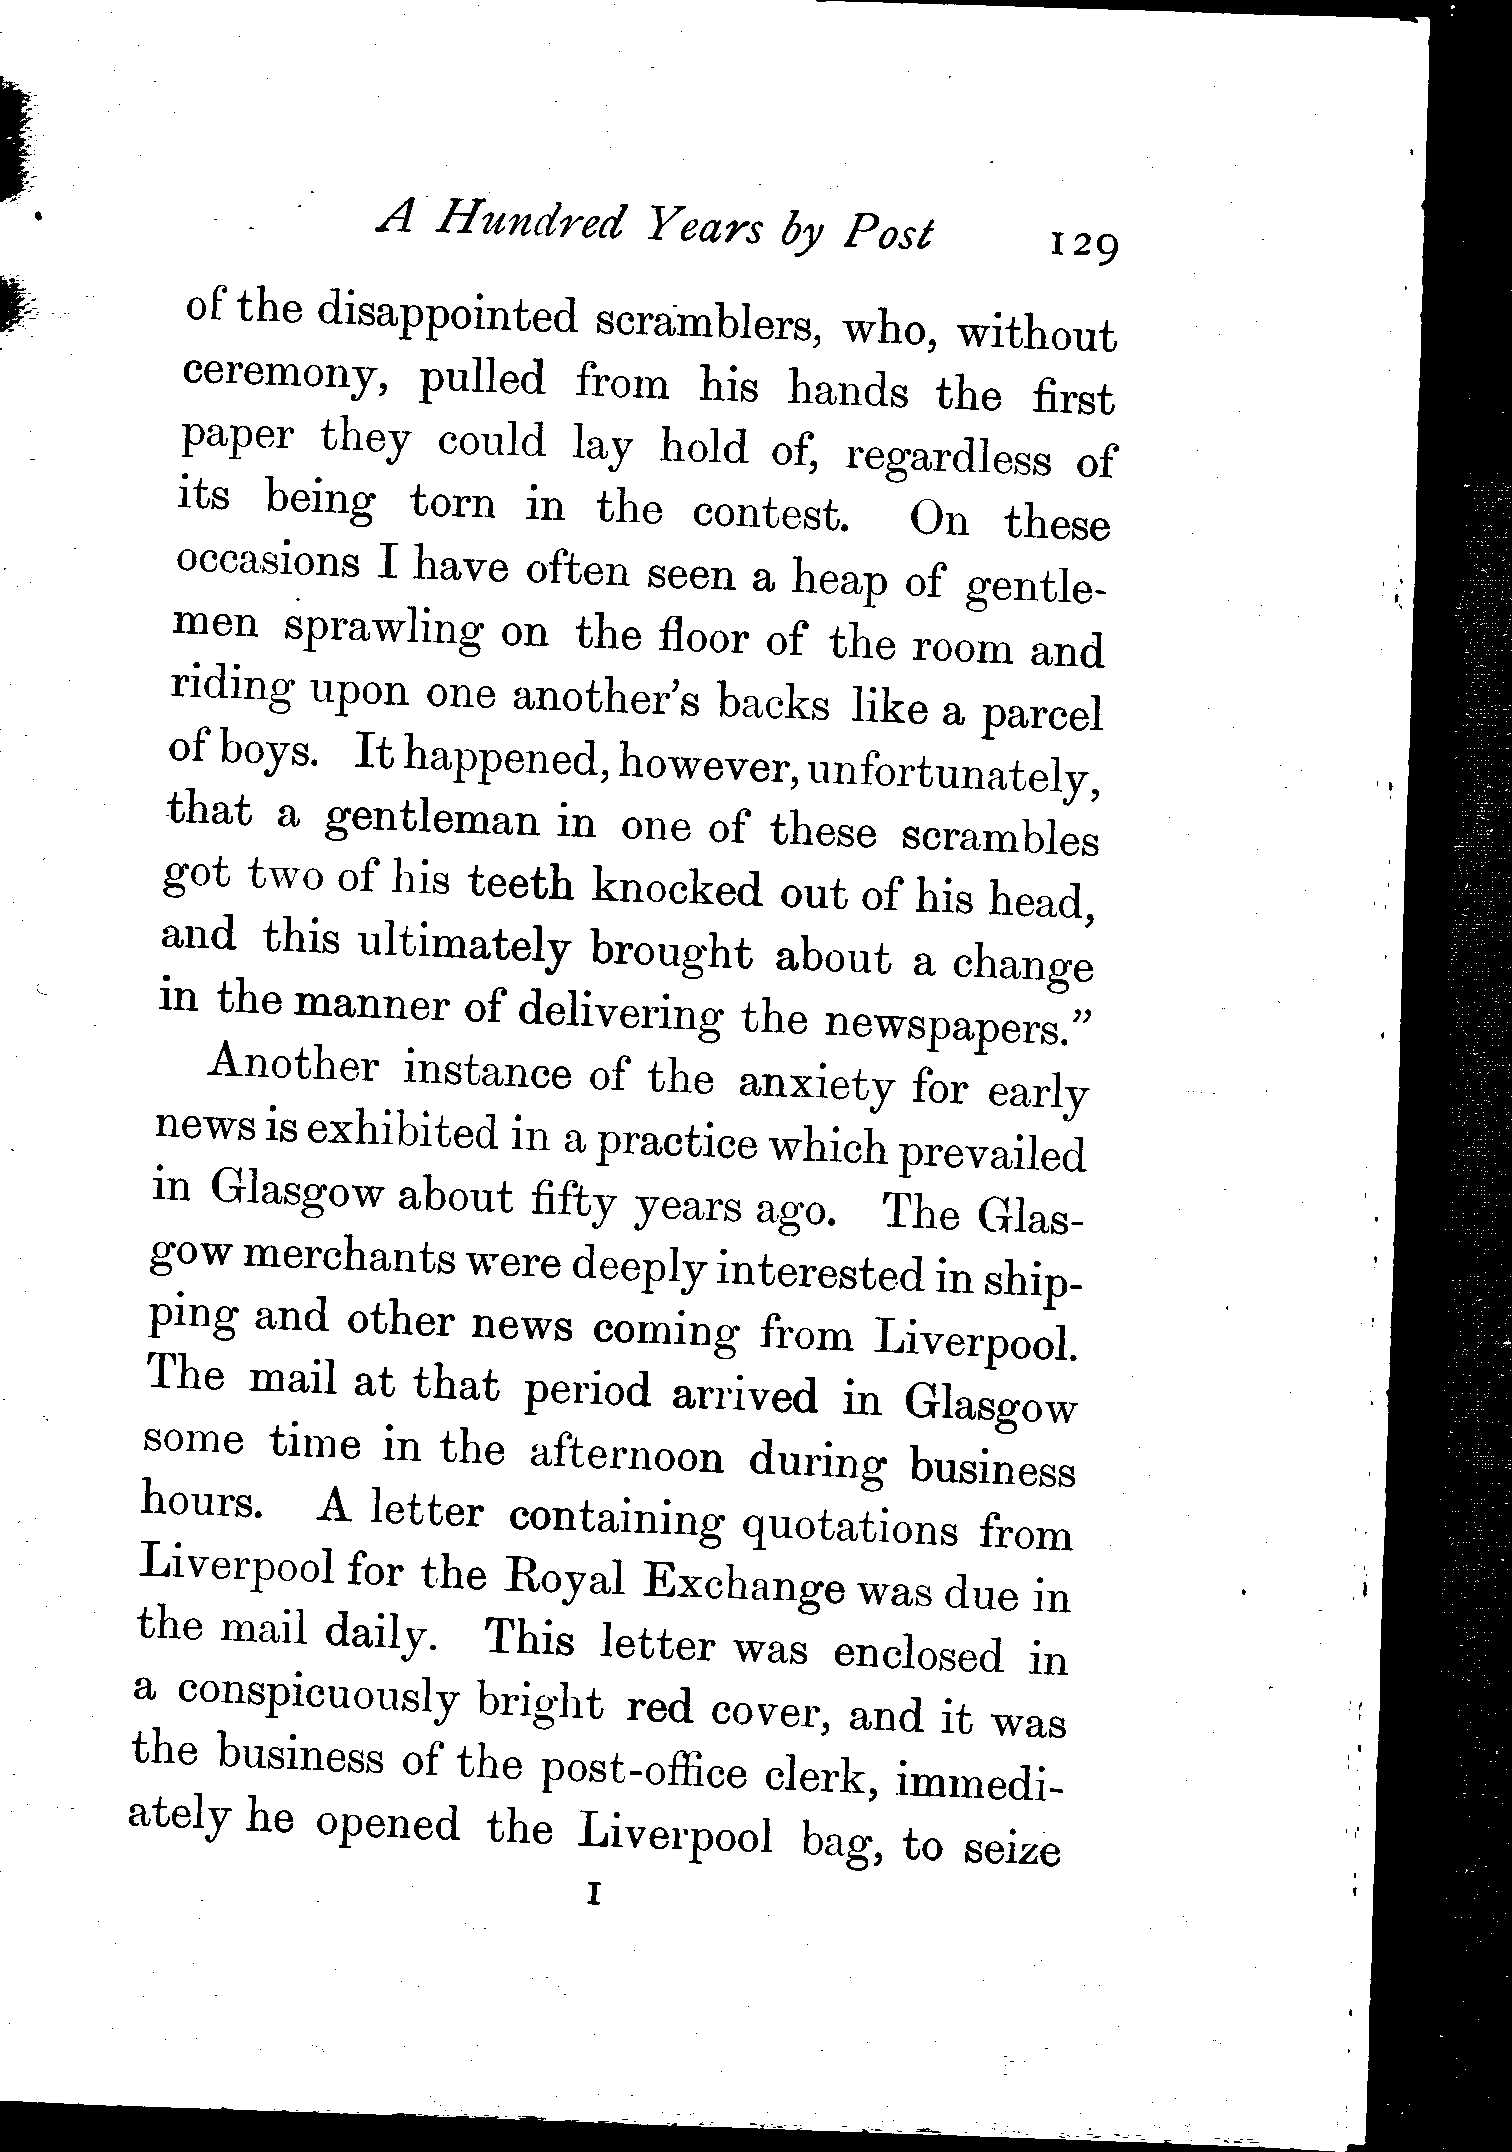 A Hundred Years by Post 129
of the disappointed scramblers, who, without
ceremony, pulled from his hands the first
paper they could lay hold of, regardless of
its being torn in the contest. On these
occasions I have often seen a heap of gentle-
men sprawling on the floor of the room and
riding upon one another's backs like a parcel
of boys. It happened, however, unfortunately,
that a gentleman in one of these scrambles
got two of his teeth knocked out of his head,
and this ultimately brought about a change
in the manner of delivering the newspapers.”
Another instance of the anxiety for early
news is exhibited in a practice which prevailed
in Glasgow about fifty years ago. The Glas-
gow merchants were deeply interested in ship-
ping and other news coming from Liverpool.
The mail at that period arrived in Glasgow
some time in the afternoon during business
hours. A letter containing quotations from
Liverpool for the Royal Exchange was due in
the mail daily. This letter was enclosed in
a conspicuously bright red cover, and it was
the business of the post-office clerk, immedi-
ately he opened the Liverpool bag, to seize
I